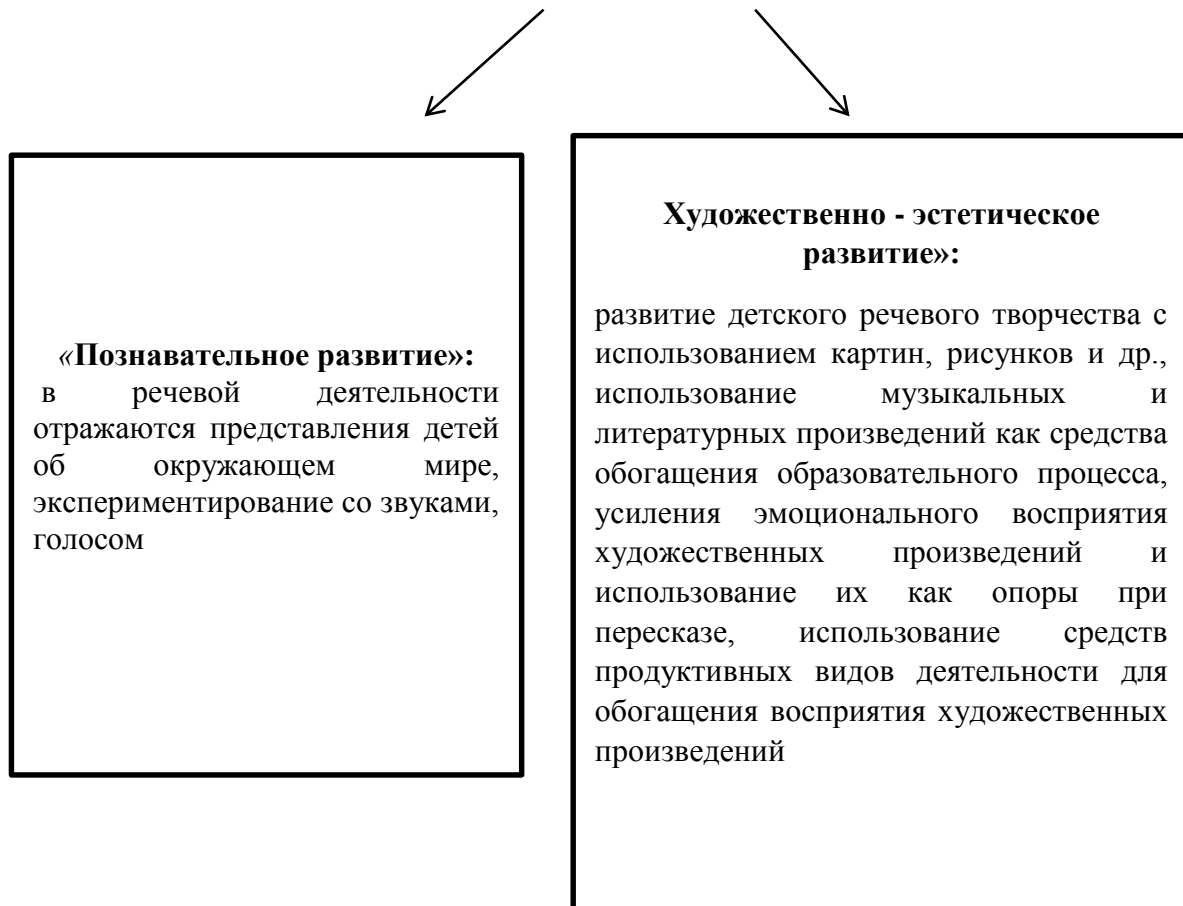 «Познавательное развитие»:
в речевой деятельности
отражаются представления детей
об окружающем мире,
экспериментирование со звуками,
голосом
Художественно - эстетическое
развитие»:
развитие детского речевого творчества с
использованием картин, рисунков и др.,
использование музыкальных и
литературных произведений как средства
обогащения образовательного процесса,
усиления эмоционального восприятия
художественных произведений и
использование их как опоры при
пересказе, использование средств
продуктивных видов деятельности для
обогащения восприятия художественных
произведений